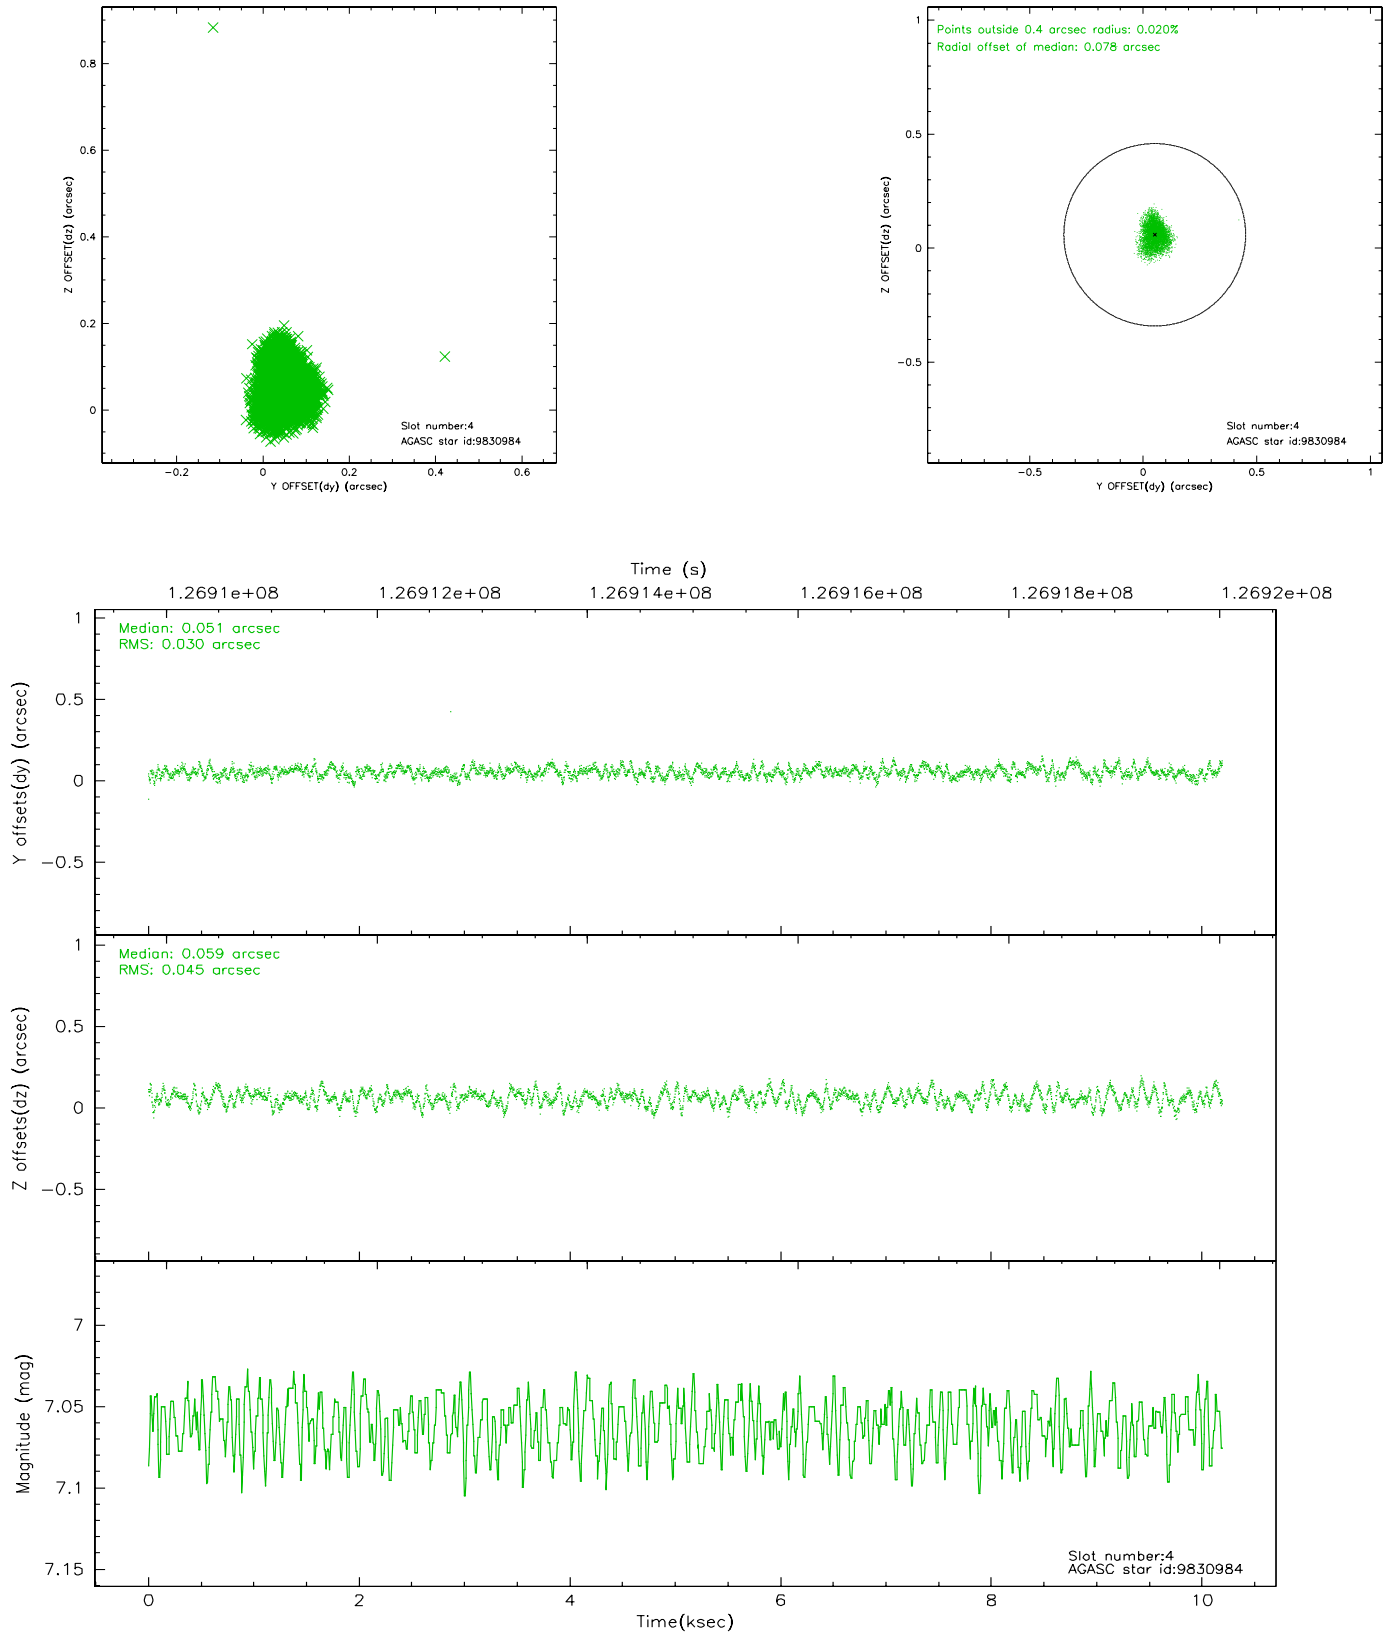 0.8
0.6
0.4
0.2
0
Z OFFSET(dz) (arcsec)
Slot number:4
AGASC star id:9830984
−0.2 0 0.2 0.4 0.6
Y OFFSET(dy) (arcsec)
Points outside 0.4 arcsec radius: 0.020%
Radial offset of median: 0.078 arcsec
1
0.5
0
−0.5
Z OFFSET(dz) (arcsec)
Slot number:4
AGASC star id:9830984
−0.5 0 0.5 1
Y OFFSET(dy) (arcsec)
Time (s)
1.2691e+08 1.26912e+08 1.26914e+08 1.26916e+08 1.26918e+08 1.2692e+08
Median: 0.051 arcsec
RMS: 0.030 arcsec
1
0.5
0
−0.5
Y offsets(dy) (arcsec)
Median: 0.059 arcsec
RMS: 0.045 arcsec
1
0.5
0
−0.5
Z offsets(dz) (arcsec)
7
7.05
7.1
7.15
Magnitude (mag)
Slot number:4
AGASC star id:9830984
0 2 4 6 8 10
Time(ksec)